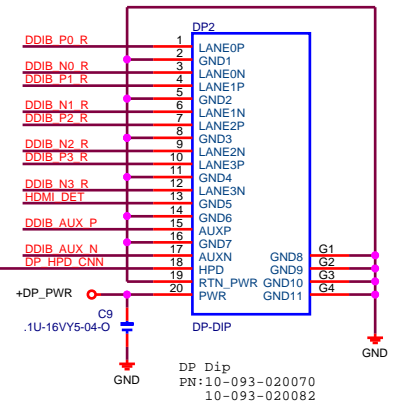 DP2
DDIB_P0_R 1 LANE0P
2 GND1
DDIB_N0_R 3 LANE0N
DDIB_P1_R 4 LANE1P
5 GND2
DDIB_N1_R 6 LANE1N
DDIB_P2_R 7 LANE2P
8 GND3
DDIB_N2_R 9 LANE2N
DDIB_P3_R 10 LANE3P
11 GND4
DDIB_N3_R 12 LANE3N
HDMI_DET 13 GND5
14 GND6
DDIB_AUX_P 15 AUXP
16 GND7
DDIB_AUX_N 17 AUXN GND8 G1
DP_HPD_CNN 18 HPD GND9 G2
19 RTN_PWR GND10 G3
+DP_PWR 20 PWR GND11 G4
C9
.1U-16VY5-04-O
DP-DIP
GND
GND
DP Dip
PN:10-093-020070
10-093-020082